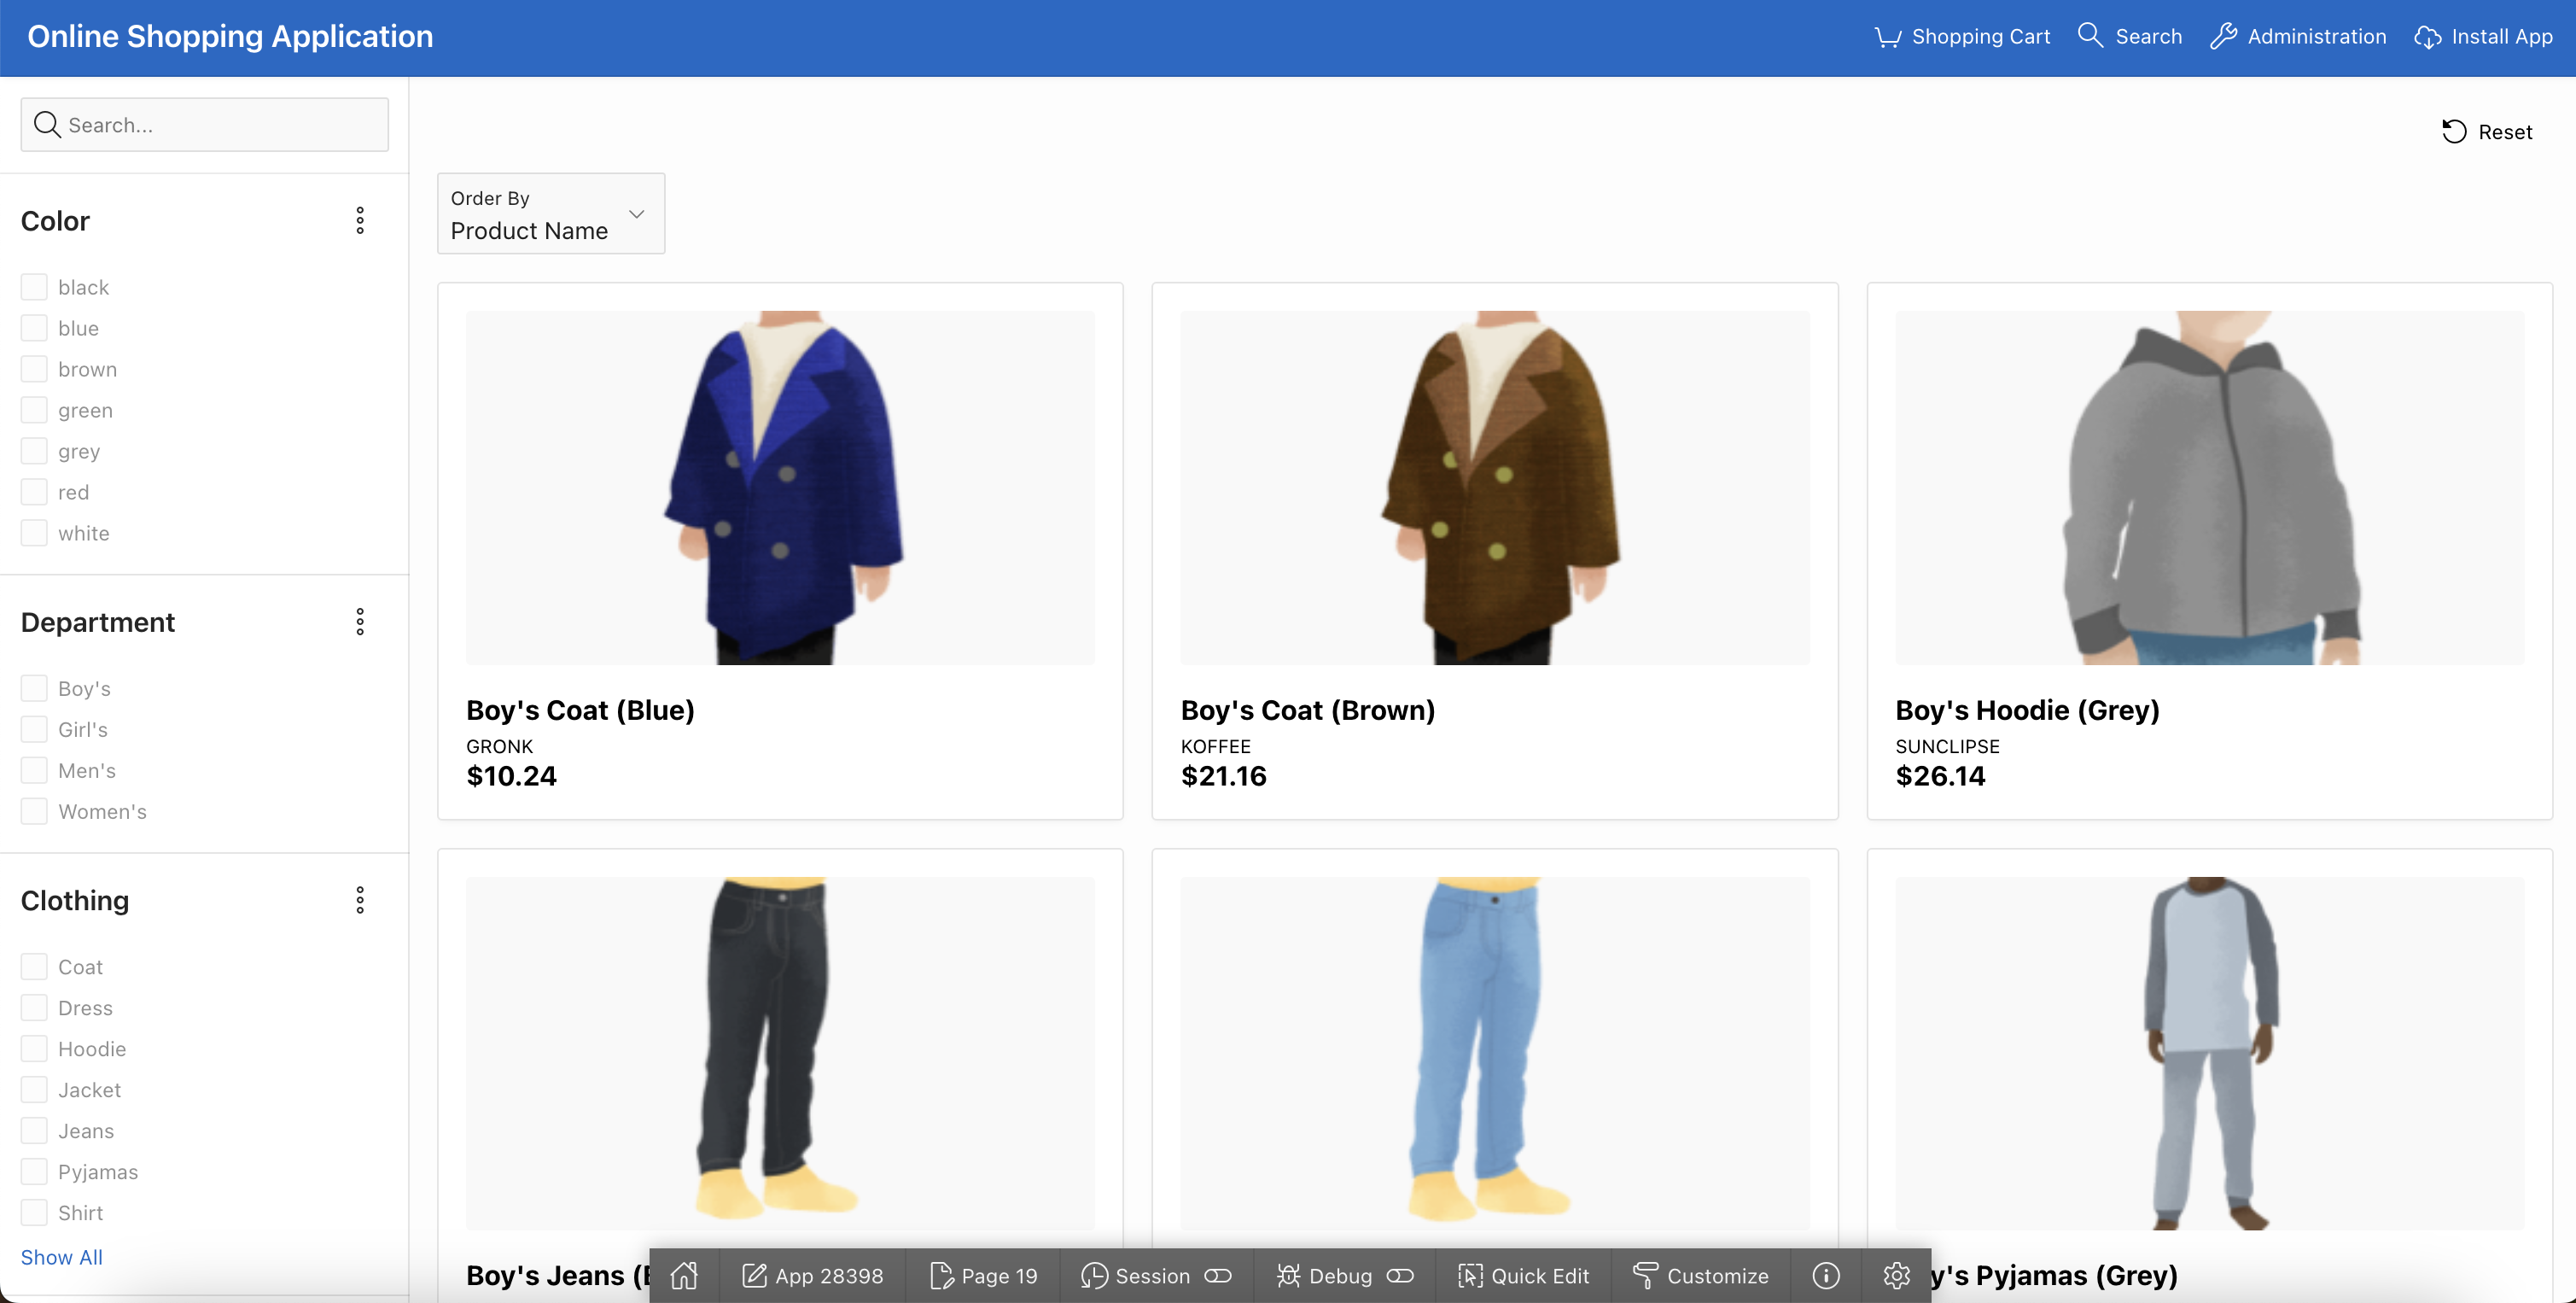 Online Shopping Application
Shopping Cart
Search
Administration
Install App
Search...
Reset
Order By
Product Name
Color
black
blue
brown
green
grey
red
white
Department
Boy's
Girl's
Men's
Women's
Clothing
Coat
Dress
Hoodie
Jacket
Jeans
Pyjamas
Shirt
Show All
Boy's Coat (Blue)
GRONK
$10.24
Boy's Coat (Brown)
KOFFEE
$21.16
Boy's Hoodie (Grey)
SUNCLIPSE
$26.14
Boy's Jeans (
y's Pyjamas (Grey)
App 28398
Page 19
Session
Debug
Quick Edit
Customize